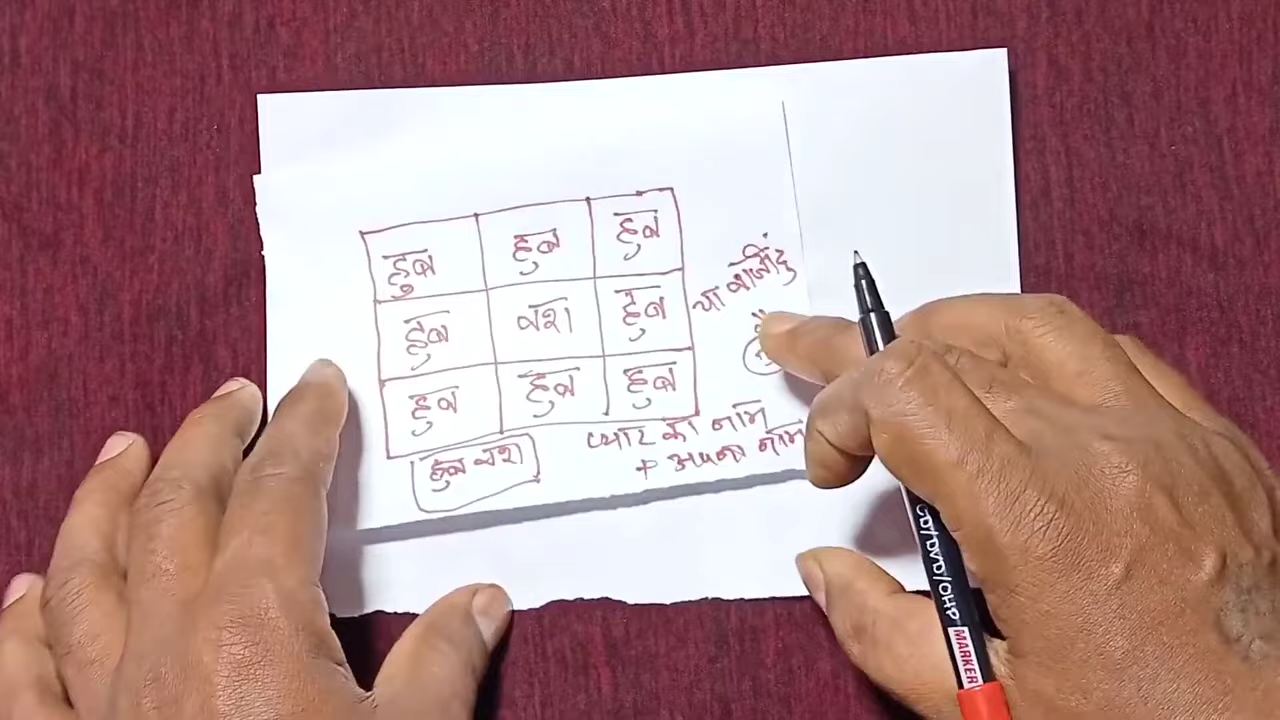 हुब हुब हुब
हुब वश हुब
हुब हुब हुब
या वाजीदु
हुब वश
प्यार का नाम
+ अपना नाम
CD/DVD/OHP
MARKER